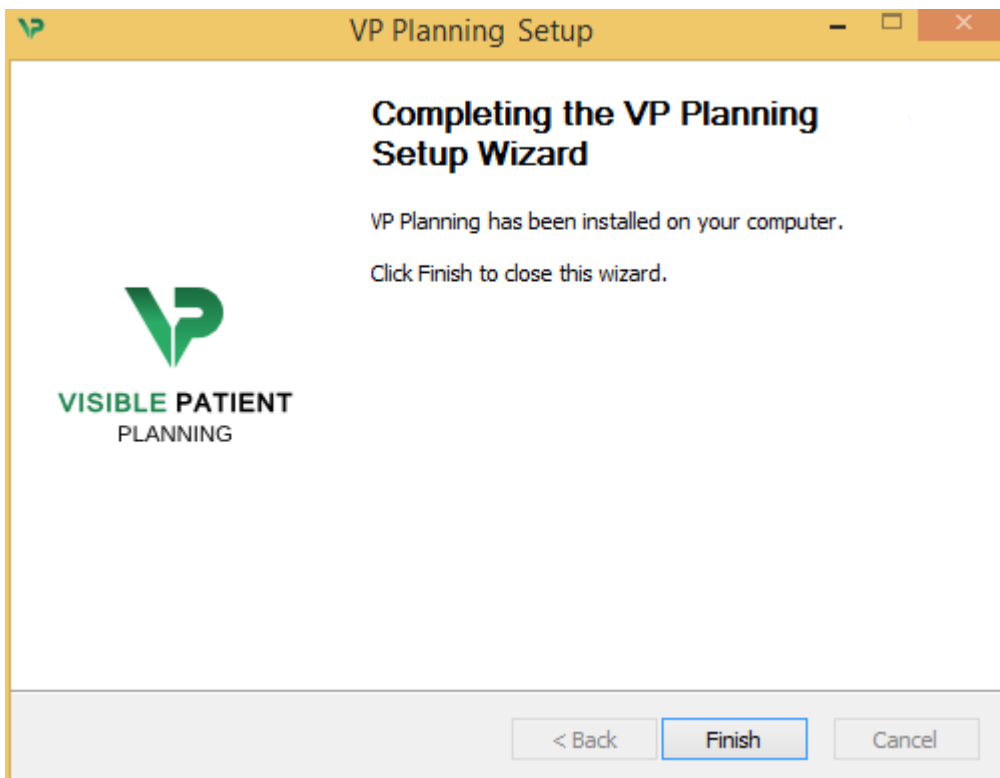 VP Planning Setup
Completing the VP Planning
Setup Wizard
VP Planning has been installed on your computer.
Click Finish to close this wizard.
VP
VISIBLE PATIENT
PLANNING
< Back
Finish
Cancel